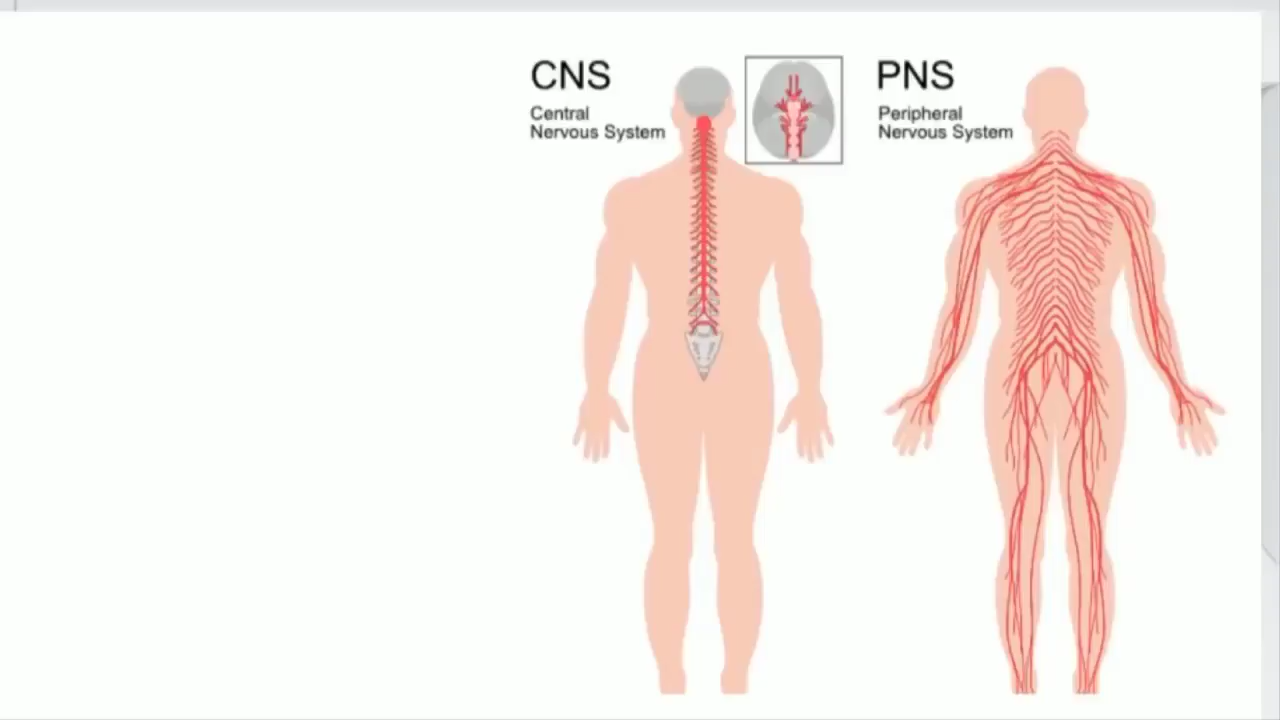 CNS
Central
Nervous System
PNS
Peripheral
Nervous System